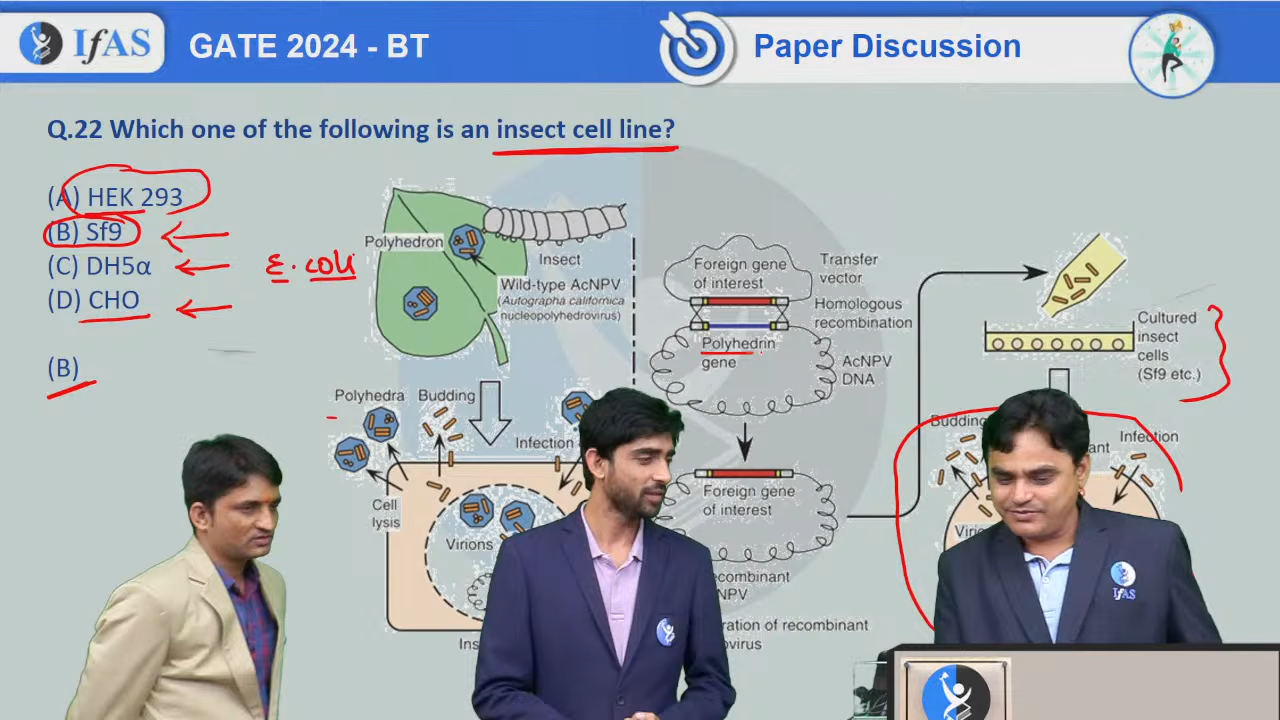 IfAS
GATE 2024 - BT
Paper Discussion
Q.22 Which one of the following is an insect cell line?
(A) HEK 293
(B) Sf9
(C) DH5α
E. coli
(D) CHO
(B)
Polyhedron
Insect
Wild-type AcNPV
(Autographa californica
nucleopolyhedrovirus)
Polyhedra
Budding
Infection
Cell
lysis
Virions
Foreign gene
of interest
Transfer
vector
Homologous
recombination
Polyhedrin
gene
AcNPV
DNA
Foreign gene
of interest
Cultured
insect
cells
(Sf9 etc.)
Budding
Infection
of recombinant
IfAS